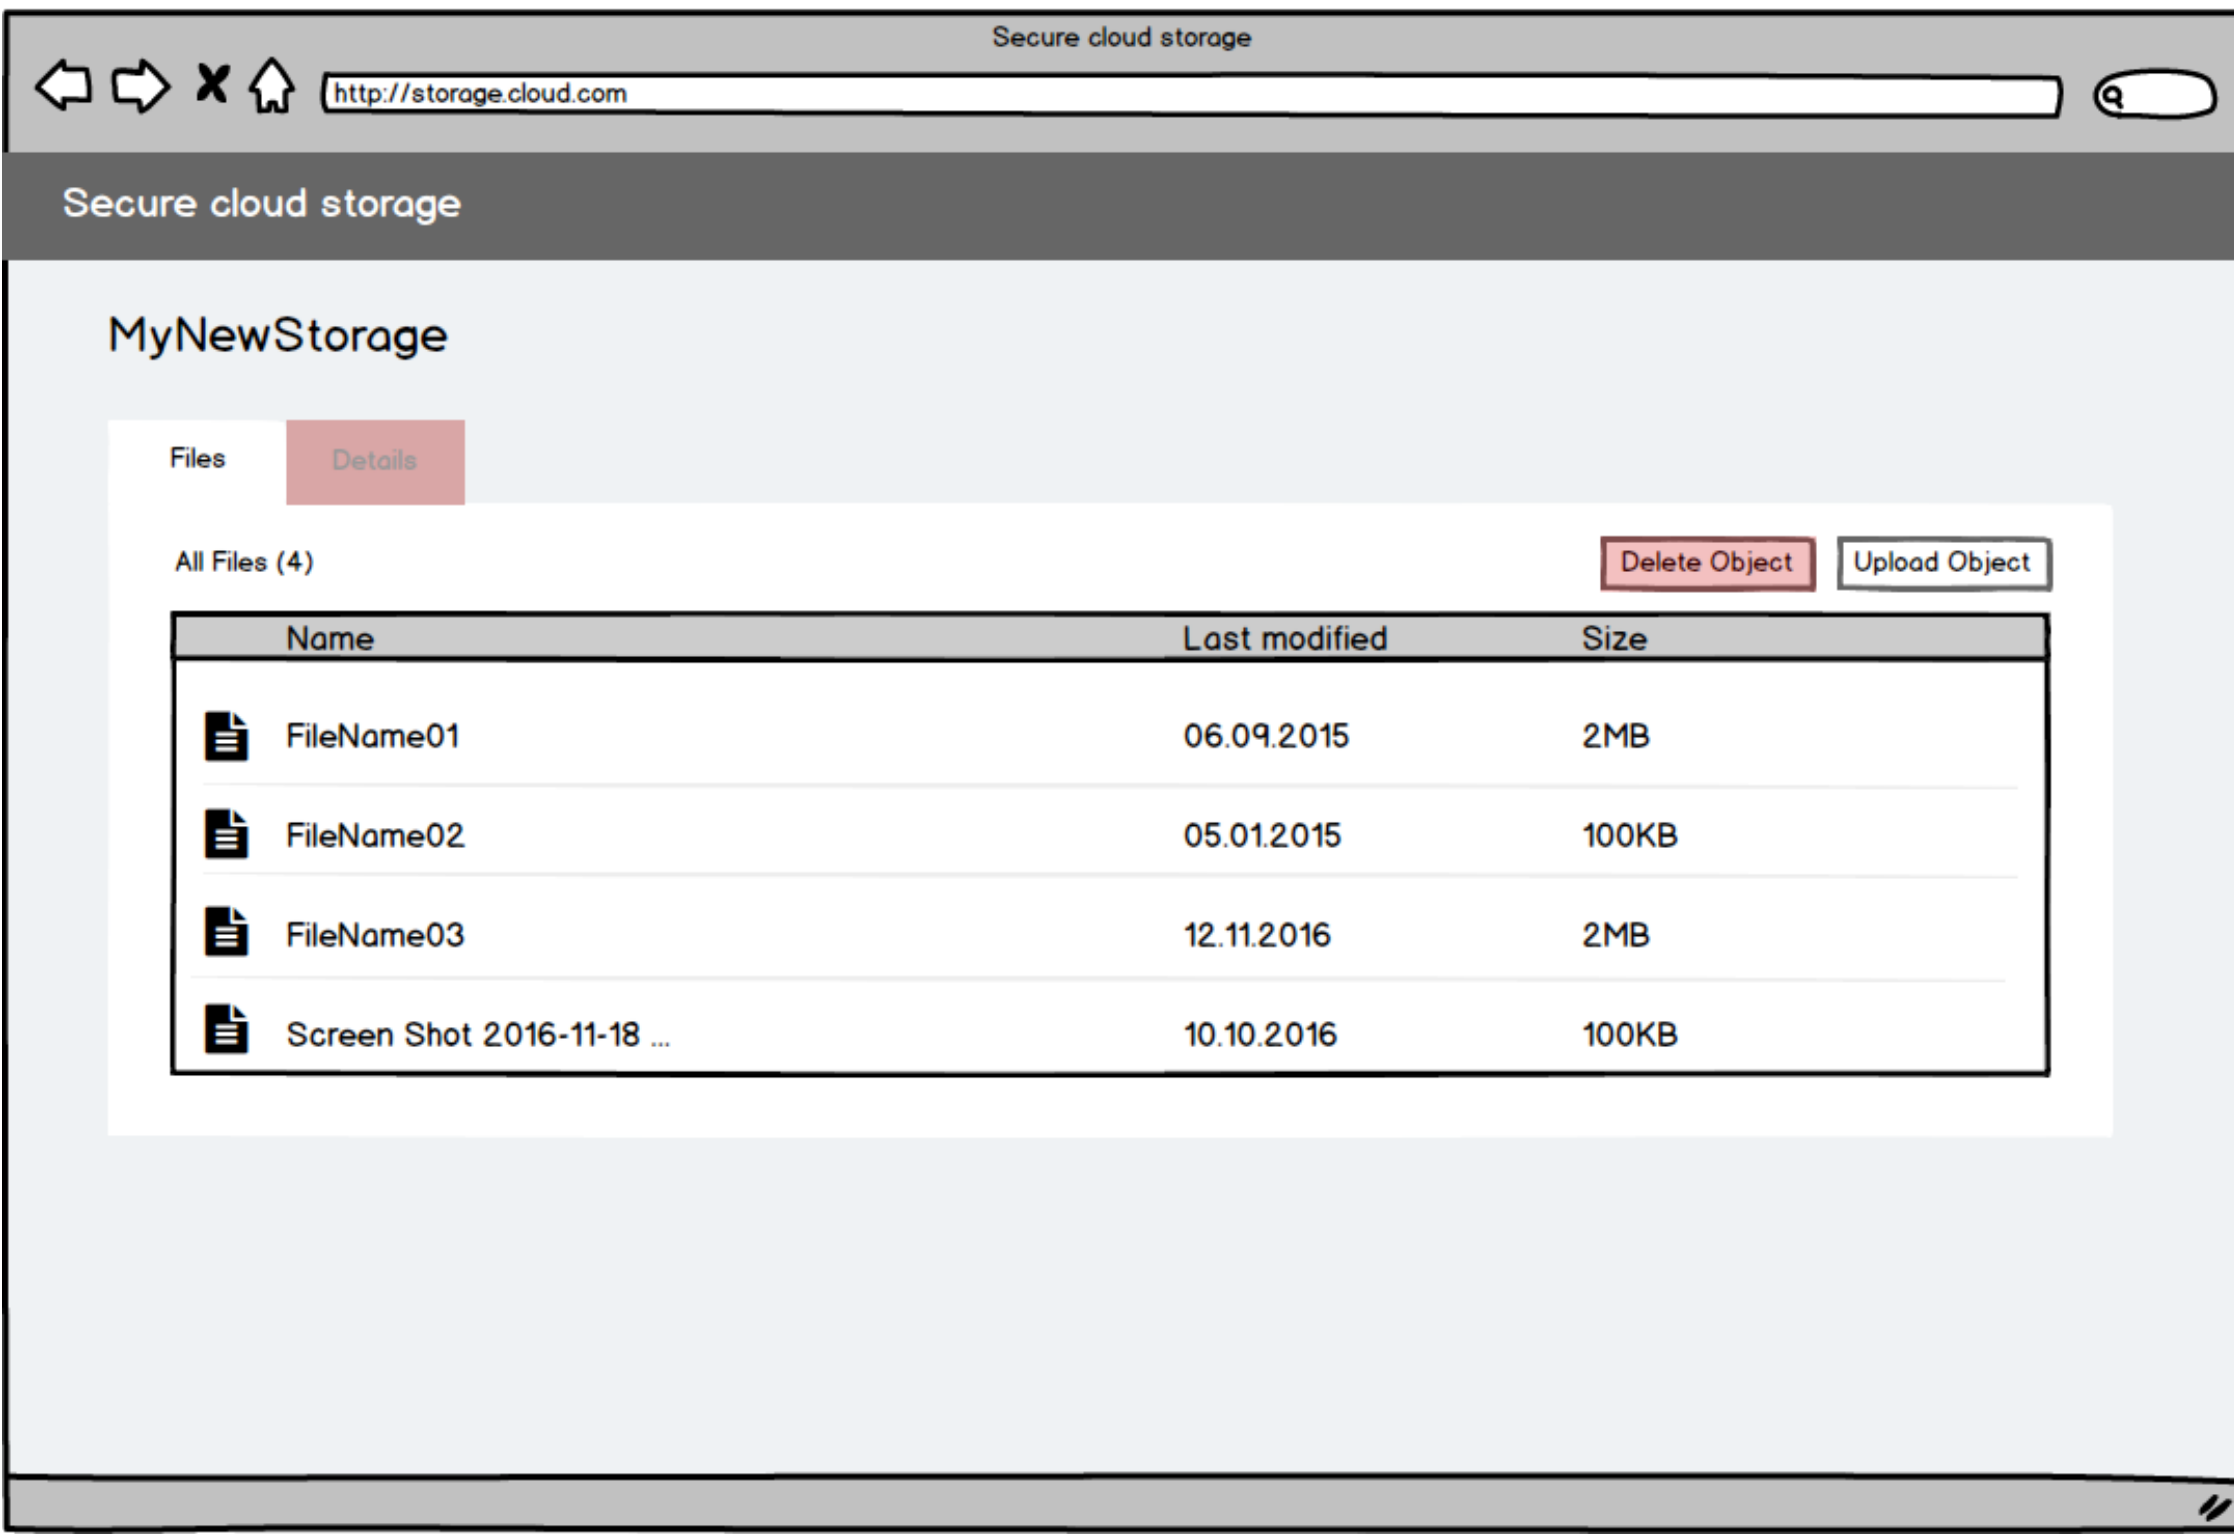 Secure cloud storage
http://storage.cloud.com
Secure cloud storage
MyNewStorage
Files Details
All Files (4) Delete Object Upload Object
Name Last modified Size
FileName01 06.09.2015 2MB
FileName02 05.01.2015 100KB
FileName03 12.11.2016 2MB
Screen Shot 2016-11-18 ... 10.10.2016 100KB